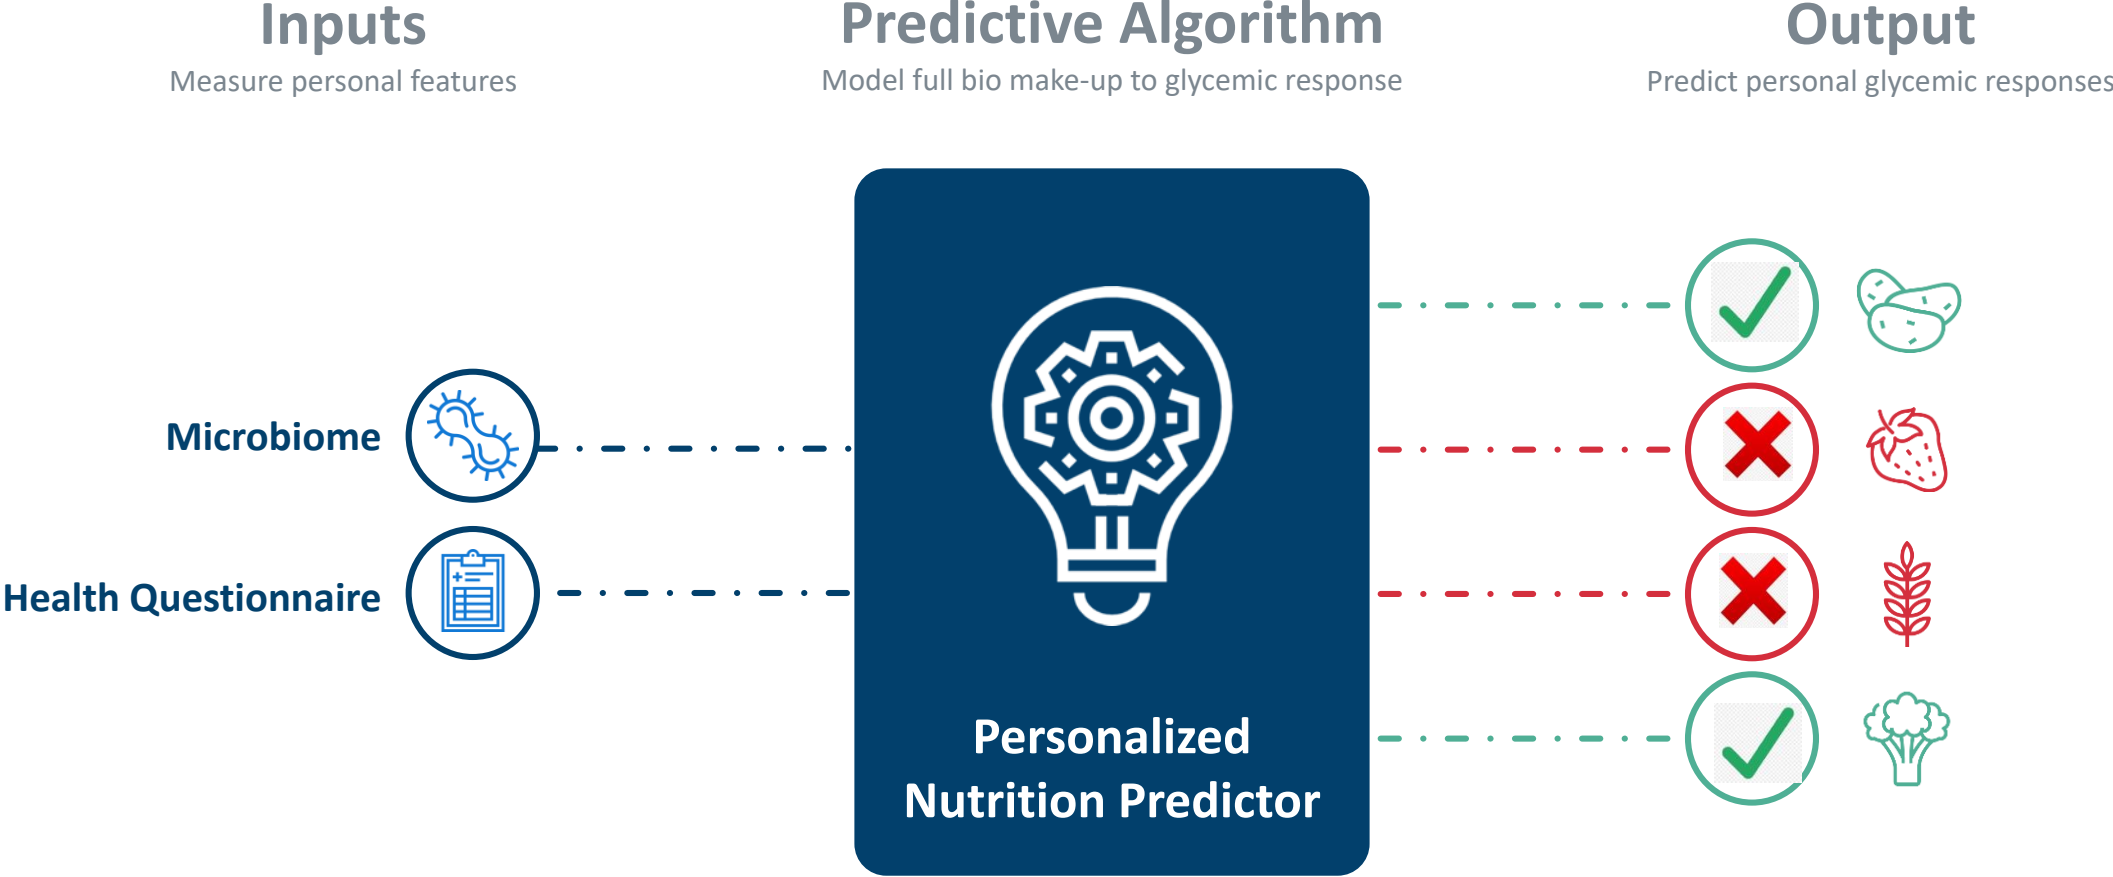 Inputs
Measure personal features
Predictive Algorithm
Model full bio make-up to glycemic response
Output
Predict personal glycemic responses
Microbiome
Health Questionnaire
Personalized
Nutrition Predictor